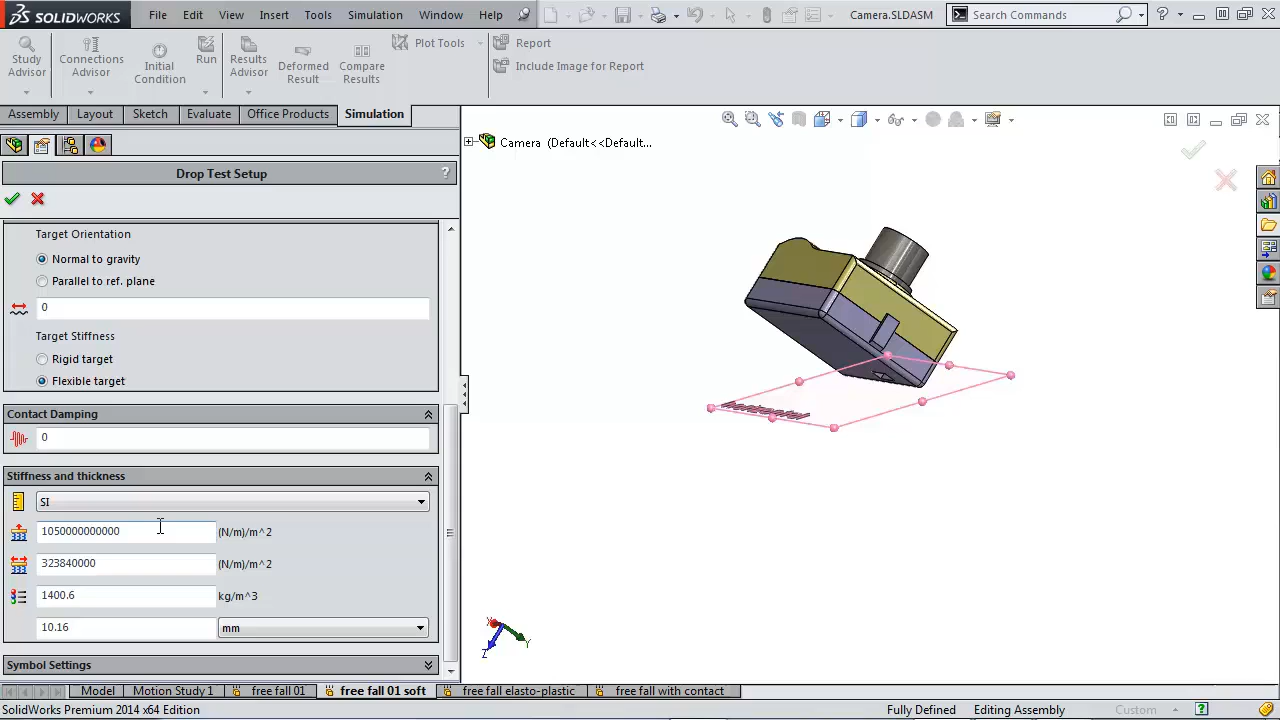 SOLIDWORKS File Edit View Insert Tools Simulation Window Help Camera.SLDASM Search Commands ?
Study Advisor Connections Advisor Initial Condition Run Results Advisor Deformed Result Compare Results Plot Tools Report
Include Image for Report
Assembly Layout Sketch Evaluate Office Products Simulation
Camera (Default<<Default...
Drop Test Setup ?
Target Orientation
Normal to gravity
Parallel to ref. plane
0
Target Stiffness
Rigid target
Flexible target
Contact Damping
0
Stiffness and thickness
SI
1050000000000 (N/m)/m^2
323840000 (N/m)/m^2
1400.6 kg/m^3
10.16 mm
X Y Z
Symbol Settings
Model Motion Study 1 free fall 01 free fall 01 soft free fall elasto-plastic free fall with contact
SolidWorks Premium 2014 x64 Edition Fully Defined Editing Assembly Custom ?